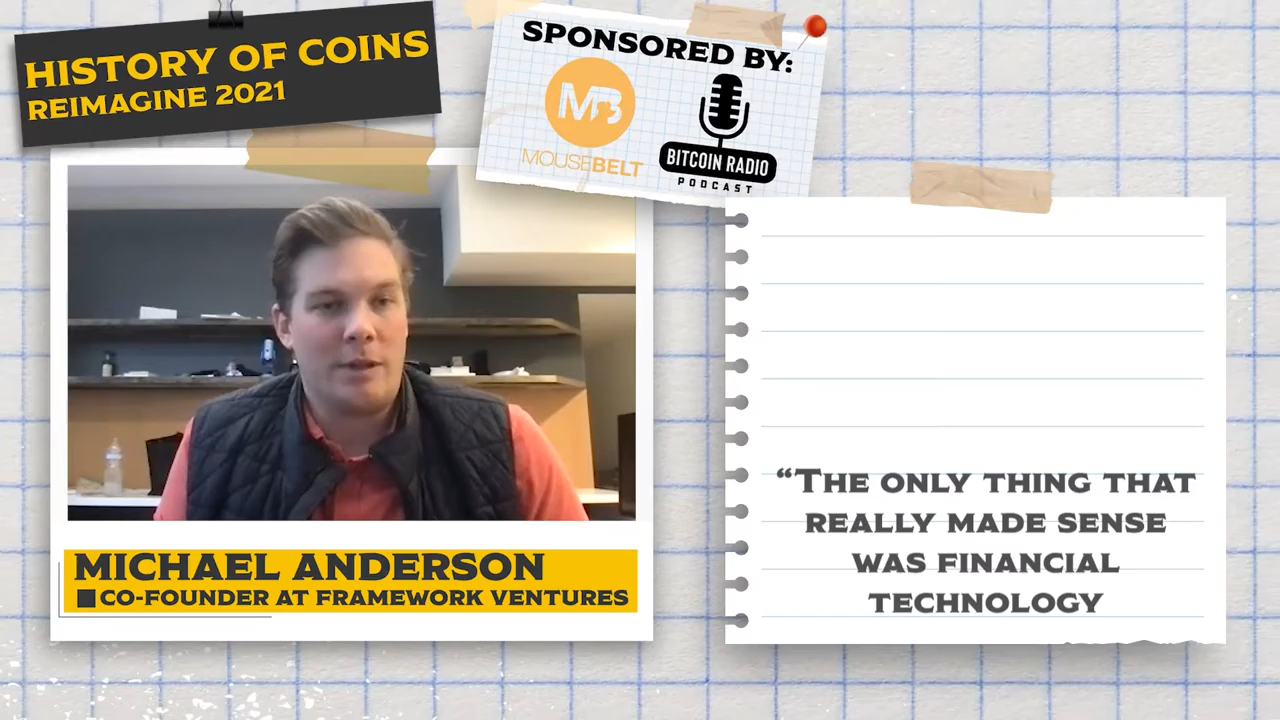 HISTORY OF COINS
REIMAGINE 2021
SPONSORED BY:
MB
MOUSEBELT
BITCOIN RADIO
PODCAST
MICHAEL ANDERSON
CO-FOUNDER AT FRAMEWORK VENTURES
“THE ONLY THING THAT
REALLY MADE SENSE
WAS FINANCIAL
TECHNOLOGY